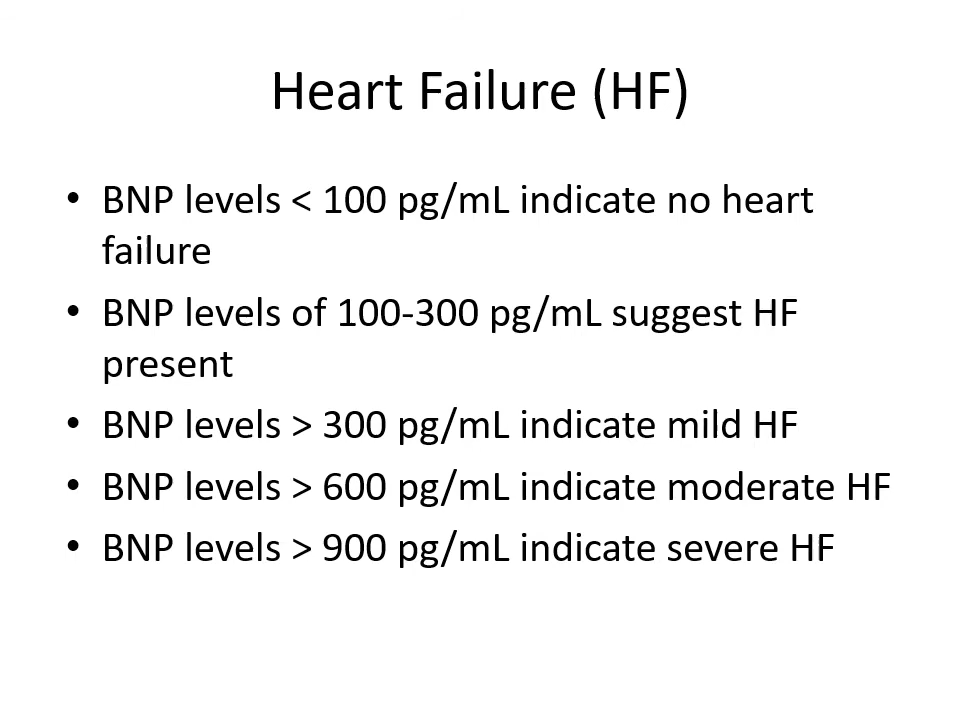 Heart Failure (HF)
• BNP levels < 100 pg/mL indicate no heart
failure
• BNP levels of 100-300 pg/mL suggest HF
present
• BNP levels > 300 pg/mL indicate mild HF
• BNP levels > 600 pg/mL indicate moderate HF
• BNP levels > 900 pg/mL indicate severe HF